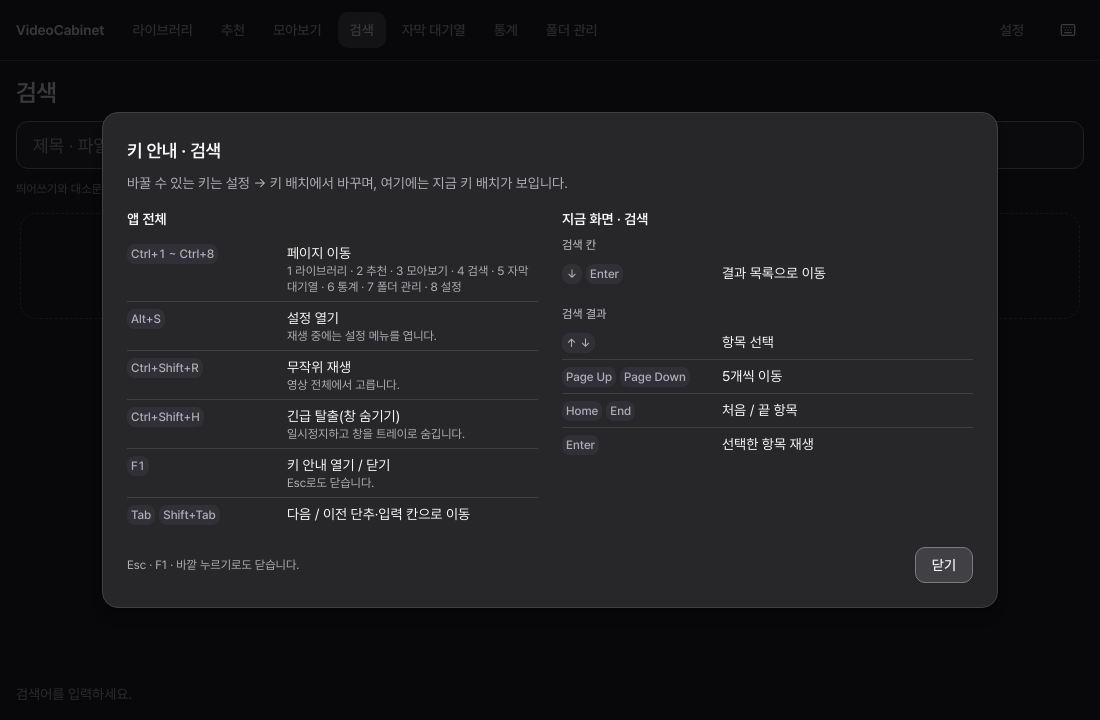 VideoCabinet 라이브러리 추천 모아보기 검색 자막 대기열 통계 폴더 관리 설정
검색
제목 · 파일
띄어쓰기와 대소문
키 안내 · 검색
바꿀 수 있는 키는 설정 → 키 배치에서 바꾸며, 여기에는 지금 키 배치가 보입니다.
앱 전체
Ctrl+1 ~ Ctrl+8 페이지 이동
1 라이브러리 · 2 추천 · 3 모아보기 · 4 검색 · 5 자막
대기열 · 6 통계 · 7 폴더 관리 · 8 설정
Alt+S 설정 열기
재생 중에는 설정 메뉴를 엽니다.
Ctrl+Shift+R 무작위 재생
영상 전체에서 고릅니다.
Ctrl+Shift+H 긴급 탈출(창 숨기기)
일시정지하고 창을 트레이로 숨깁니다.
F1 키 안내 열기 / 닫기
Esc로도 닫습니다.
Tab Shift+Tab 다음 / 이전 단추·입력 칸으로 이동
지금 화면 · 검색
검색 칸
↓ Enter 결과 목록으로 이동
검색 결과
↑ ↓ 항목 선택
Page Up Page Down 5개씩 이동
Home End 처음 / 끝 항목
Enter 선택한 항목 재생
Esc · F1 · 바깥 누르기로도 닫습니다.
닫기
검색어를 입력하세요.